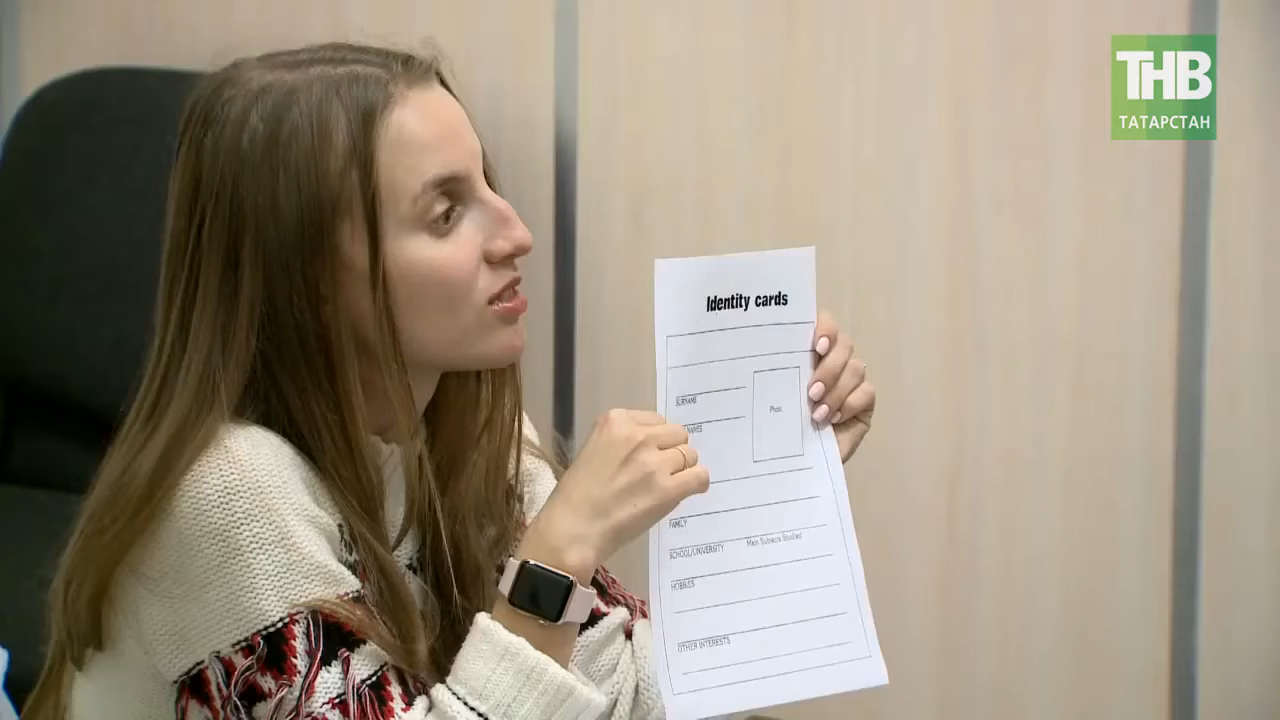 ТНВ
ТАТАРСТАН
Identity cards
SURNAME
Photo
NAMES
FAMILY
SCHOOL/UNIVERSITY Main Subjects Studied
HOBBIES
OTHER INTERESTS